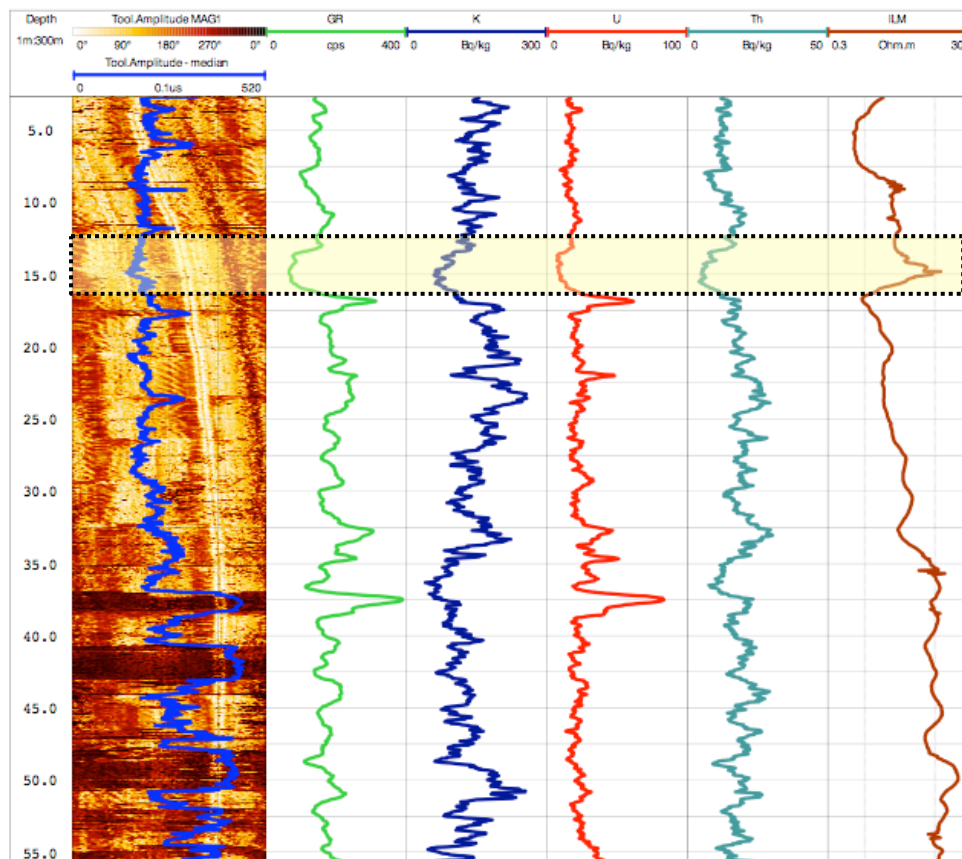 Depth Tool.Amplitude MAG1 GR K U Th ILM
1m:300m 0° 90° 180° 270° 0° 0 cps 400 0 Bq/kg 300 0 Bq/kg 100 0 Bq/kg 50 0.3 Ohm.m 30
Tool.Amplitude - median
0 0.1us 520
5.0
10.0
15.0
20.0
25.0
30.0
35.0
40.0
45.0
50.0
55.0